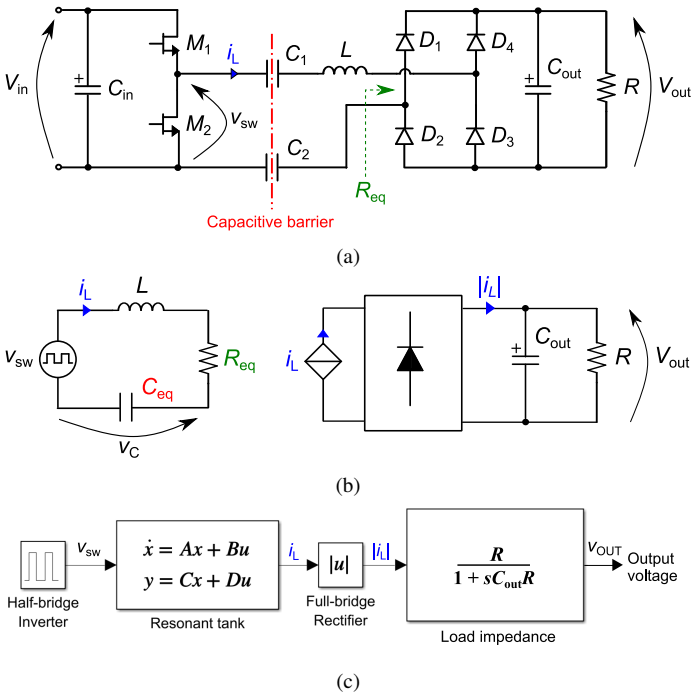 V_in
C_in
M_1
M_2
i_L
v_sw
C_1
L
C_2
Capacitive barrier
R_eq
D_1
D_4
D_2
D_3
C_out
R
V_out
+
+
(a)
i_L
L
v_sw
R_eq
C_eq
v_C
i_L
|i_L|
C_out
+
R
V_out
(b)
v_sw
ẋ = Ax + Bu
y = Cx + Du
i_L
|u|
|i_L|
R
1 + sC_out R
v_OUT
Output
voltage
Half-bridge
Inverter
Resonant tank
Full-bridge
Rectifier
Load impedance
(c)